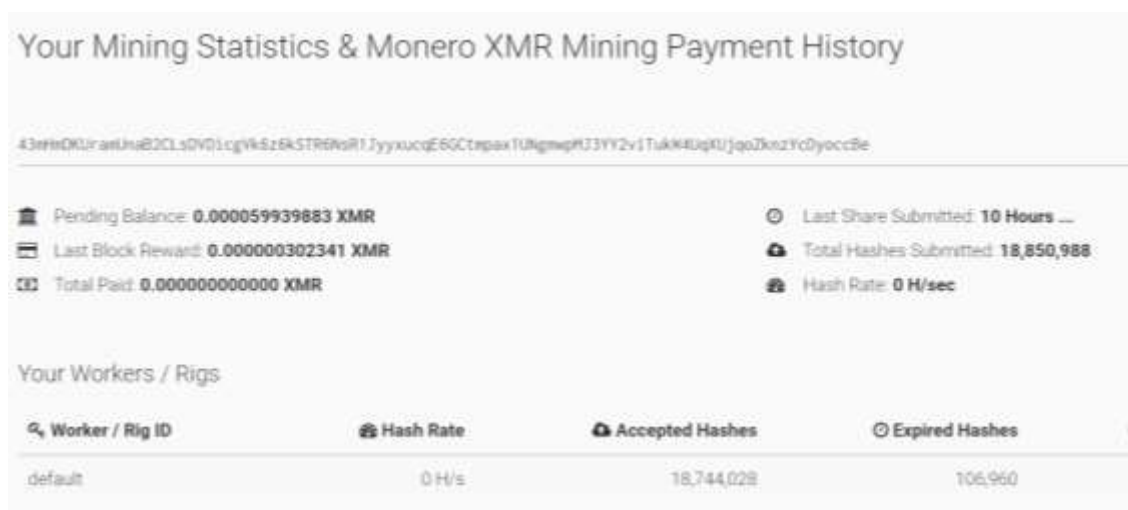 Your Mining Statistics & Monero XMR Mining Payment History
Pending Balance: 0.000059939883 XMR
Last Share Submitted: 10 Hours ...
Last Block Reward: 0.000000302341 XMR
Total Hashes Submitted: 18,850,988
Total Paid: 0.000000000000 XMR
Hash Rate: 0 H/sec
Your Workers / Rigs
Worker / Rig ID Hash Rate Accepted Hashes Expired Hashes
default 0 H/s 18,744,028 106,960